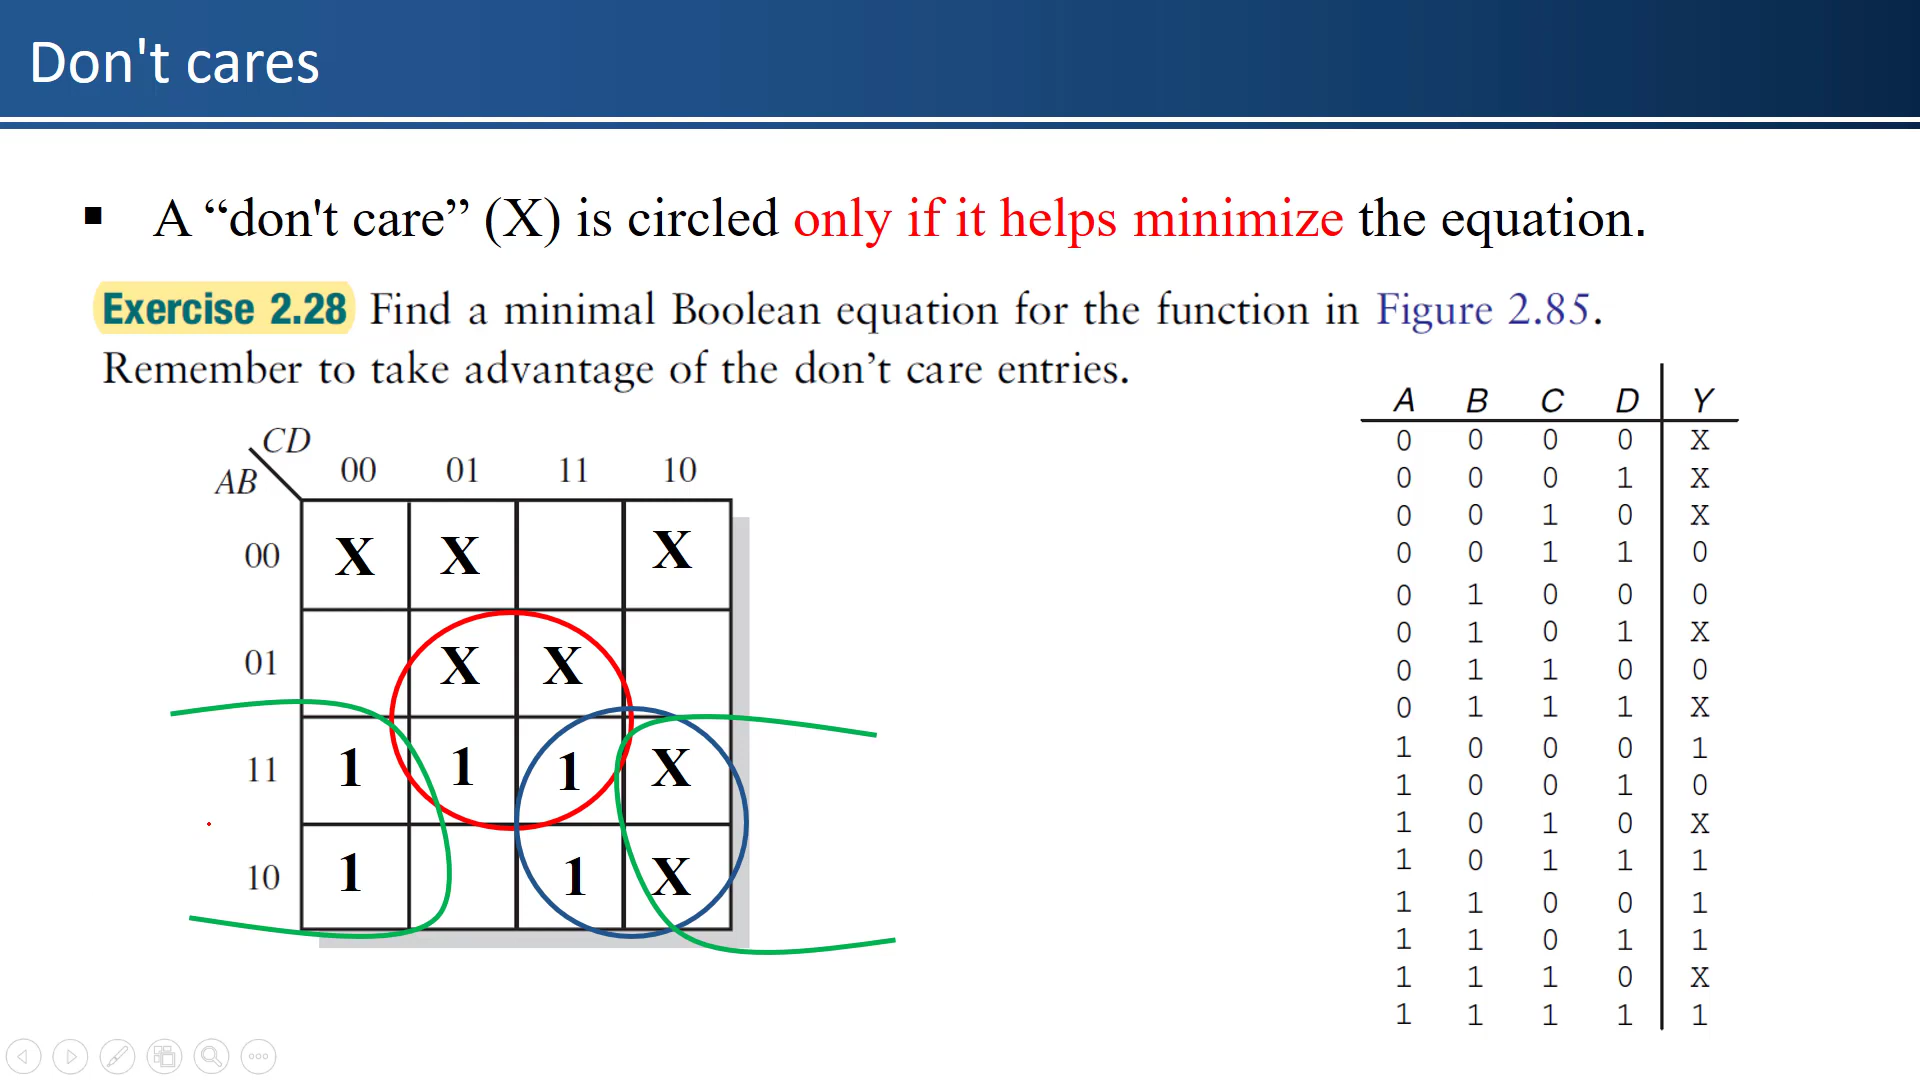 Don't cares
▪ A “don't care” (X) is circled only if it helps minimize the equation.
Exercise 2.28 Find a minimal Boolean equation for the function in Figure 2.85.
Remember to take advantage of the don’t care entries.
CD
AB 00 01 11 10
00 X X X
01 X X
11 1 1 1 X
10 1 1 X
A B C D Y
0 0 0 0 X
0 0 0 1 X
0 0 1 0 X
0 0 1 1 0
0 1 0 0 0
0 1 0 1 X
0 1 1 0 0
0 1 1 1 X
1 0 0 0 1
1 0 0 1 0
1 0 1 0 X
1 0 1 1 1
1 1 0 0 1
1 1 0 1 1
1 1 1 0 X
1 1 1 1 1